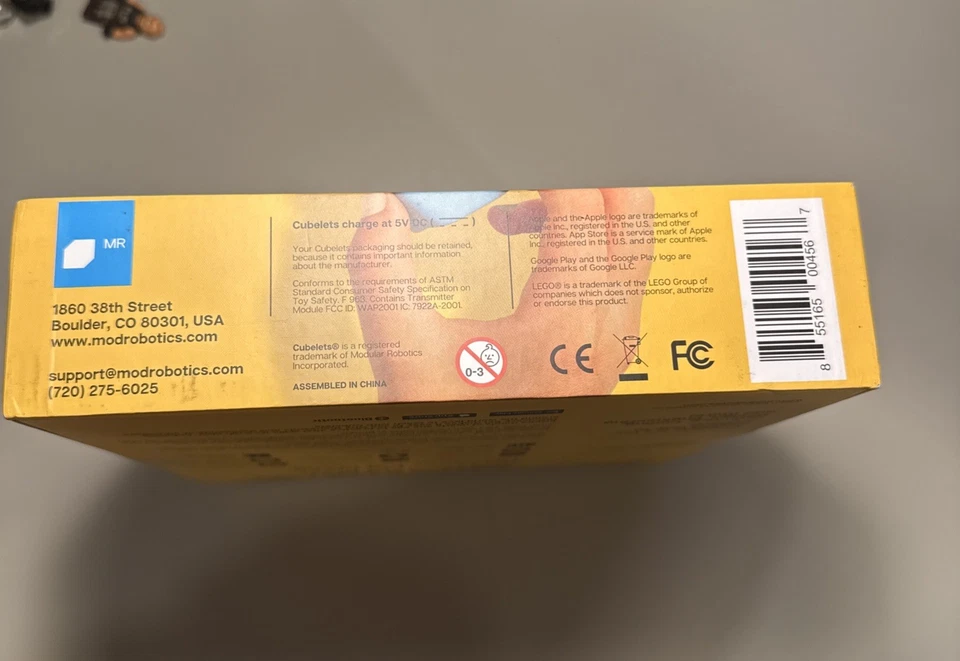 MR
1860 38th Street
Boulder, CO 80301, USA
www.modrobotics.com
support@modrobotics.com
(720) 275-6025
Cubelets charge at 5V DC ( )
Your Cubelets packaging should be retained,
because it contains important information
about the manufacturer.
Conforms to the requirements of ASTM
Standard Consumer Safety Specification on
Toy Safety, F 963. Contains Transmitter
Module FCC ID: WAP2001 IC: 7922A-2001.
Cubelets® is a registered
trademark of Modular Robotics
Incorporated.
ASSEMBLED IN CHINA
Apple and the Apple logo are trademarks of
Apple Inc., registered in the U.S. and other
countries. App Store is a service mark of Apple
Inc., registered in the U.S. and other countries.
Google Play and the Google Play logo are
trademarks of Google LLC.
LEGO® is a trademark of the LEGO Group of
companies which does not sponsor, authorize
or endorse this product.
0-3
CE
FC
8 55165 00456 7